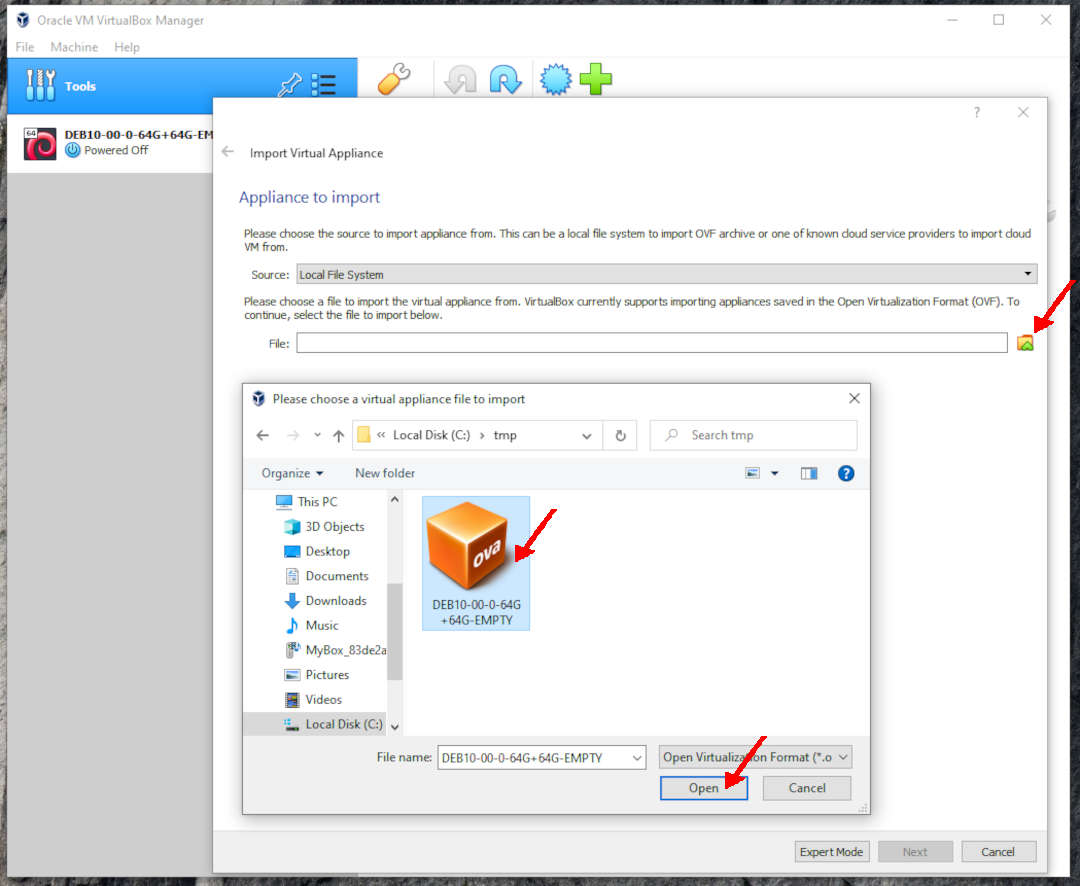 Oracle VM VirtualBox Manager
File Machine Help
Tools
64
DEB10-00-0-64G+64G-EM
Powered Off
?
Import Virtual Appliance
Appliance to import
Please choose the source to import appliance from. This can be a local file system to import OVF archive or one of known cloud service providers to import cloud
VM from.
Source: Local File System
Please choose a file to import the virtual appliance from. VirtualBox currently supports importing appliances saved in the Open Virtualization Format (OVF). To
continue, select the file to import below.
File:
Please choose a virtual appliance file to import
« Local Disk (C:) › tmp
Search tmp
Organize New folder
?
This PC
3D Objects
Desktop
Documents
Downloads
Music
MyBox_83de2a
Pictures
Videos
Local Disk (C:)
ova
DEB10-00-0-64G
+64G-EMPTY
File name: DEB10-00-0-64G+64G-EMPTY
Open Virtualization Format (*.o
Open Cancel
Expert Mode Next Cancel